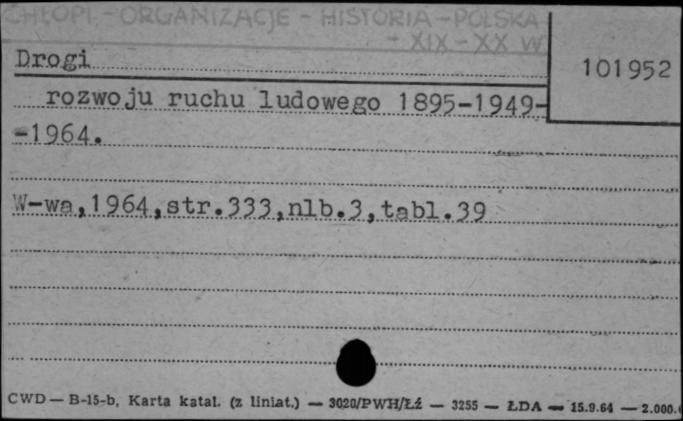 CHŁOPI - ORGANIZACJE - HISTORIA - POLSKA
- XIX - XX W
Drogi
101952
rozwoju ruchu ludowego 1895-1949-
-1964.
W-wa,1964,str.333,nlb.3,tabl.39
CWD — B-15-b, Karta katal. (z liniat.) — 3020/PWH/Łź — 3255 — ŁDA — 15.9.64 — 2.000.